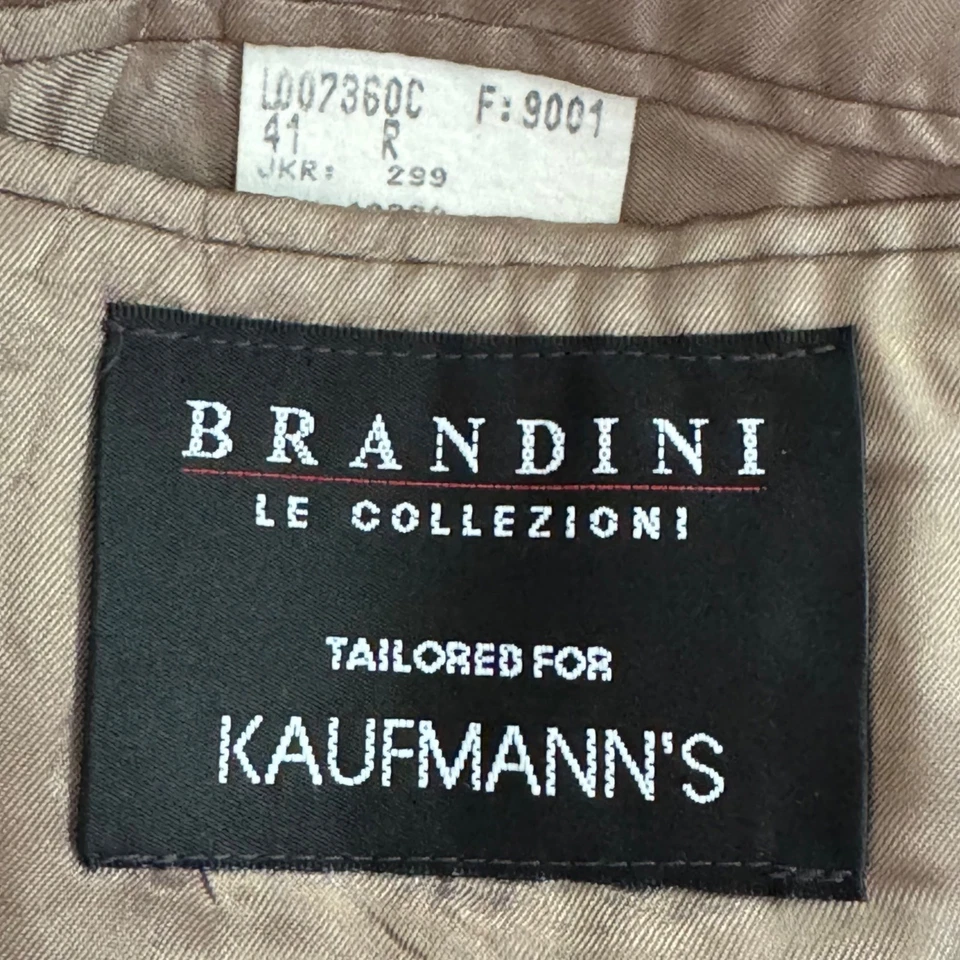 LD07360C F:9001
41 R
JKR: 299
BRANDINI
LE COLLEZIONI
TAILORED FOR
KAUFMANN'S